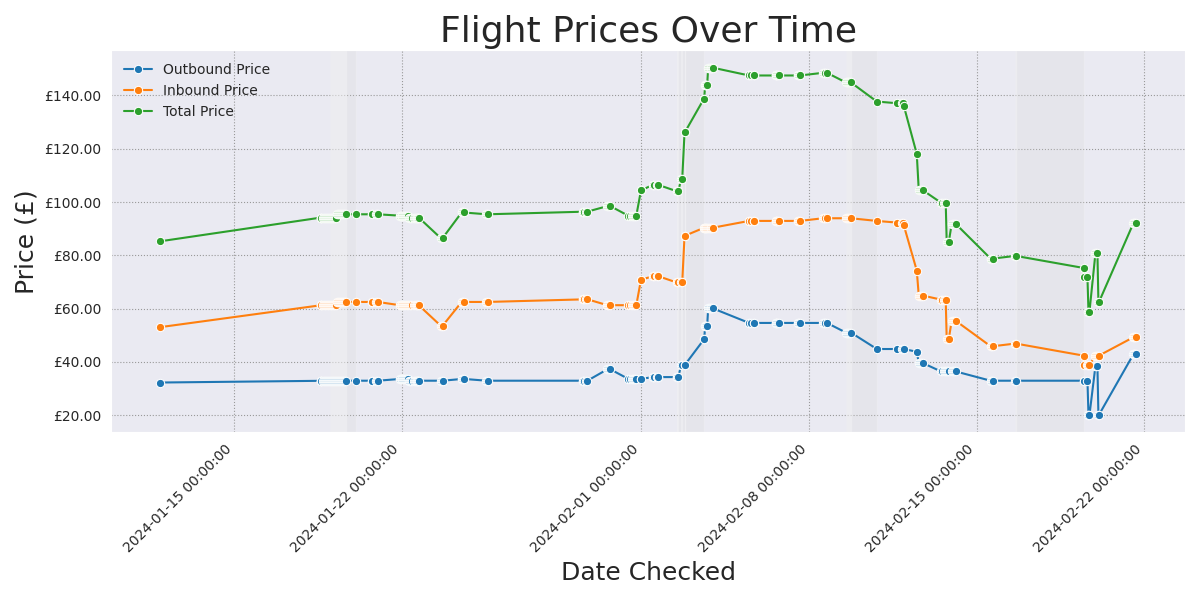 Flight Prices Over Time
Outbound Price
Inbound Price
Total Price
£140.00
£120.00
£100.00
£80.00
£60.00
£40.00
£20.00
Price (£)
2024-01-15 00:00:00
2024-01-22 00:00:00
2024-02-01 00:00:00
2024-02-08 00:00:00
2024-02-15 00:00:00
2024-02-22 00:00:00
Date Checked